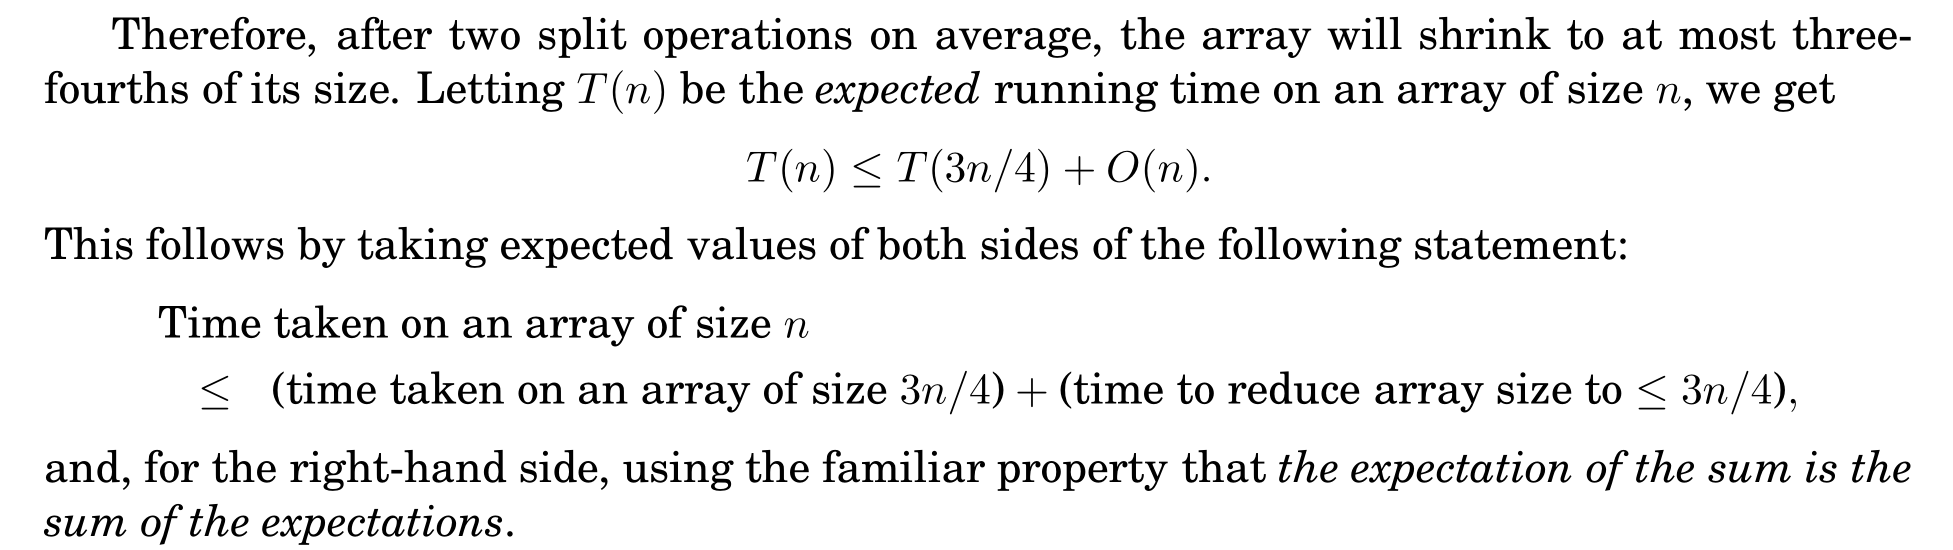 Therefore, after two split operations on average, the array will shrink to at most three-
fourths of its size. Letting T(n) be the expected running time on an array of size n, we get
T(n) ≤ T(3n/4) + O(n).
This follows by taking expected values of both sides of the following statement:
Time taken on an array of size n
≤ (time taken on an array of size 3n/4) + (time to reduce array size to ≤ 3n/4),
and, for the right-hand side, using the familiar property that the expectation of the sum is the
sum of the expectations.